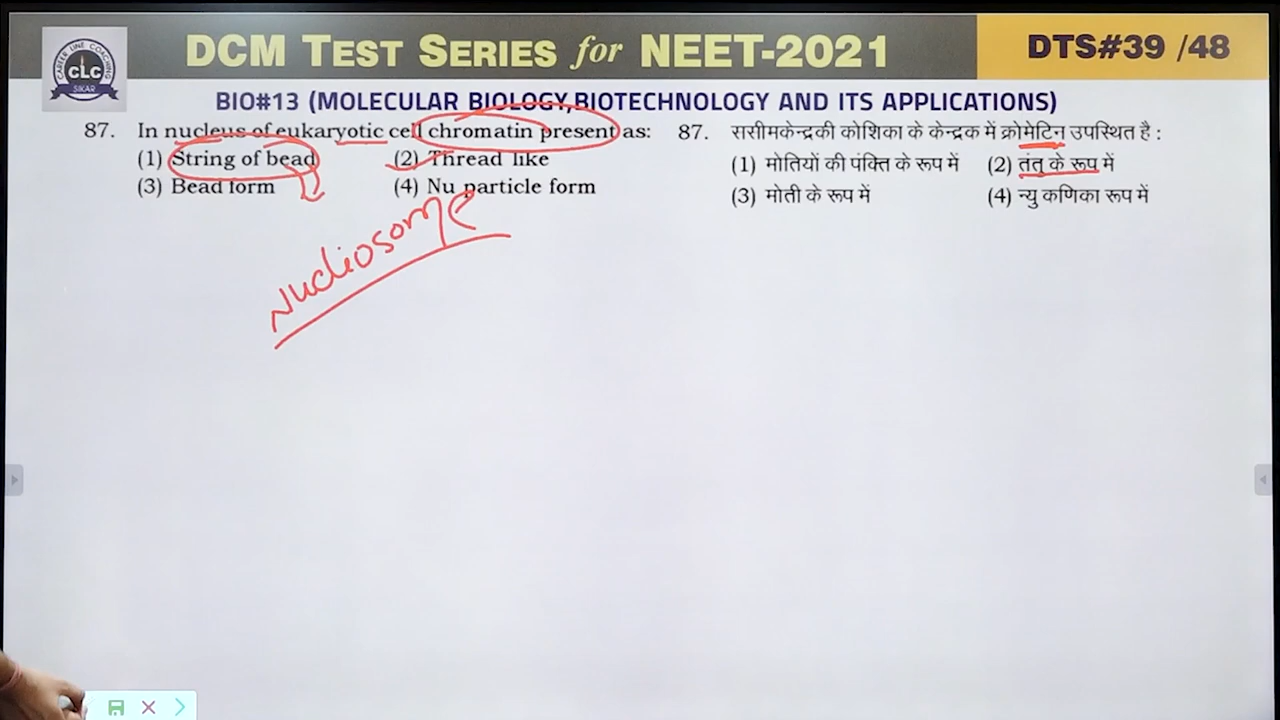 DCM TEST SERIES for NEET-2021
DTS#39 /48
CAREER LINE COACHING
CLC
SIKAR
BIO#13 (MOLECULAR BIOLOGY,BIOTECHNOLOGY AND ITS APPLICATIONS)
87. In nucleus of eukaryotic cell chromatin present as:
(1) String of bead (2) Thread like
(3) Bead form (4) Nu particle form
Nucliosome
87. ससीमकेन्द्रकी कोशिका के केन्द्रक में क्रोमेटिन उपस्थित है :
(1) मोतियों की पंक्ति के रूप में (2) तंतु के रूप में
(3) मोती के रूप में (4) न्यु कणिका रूप में